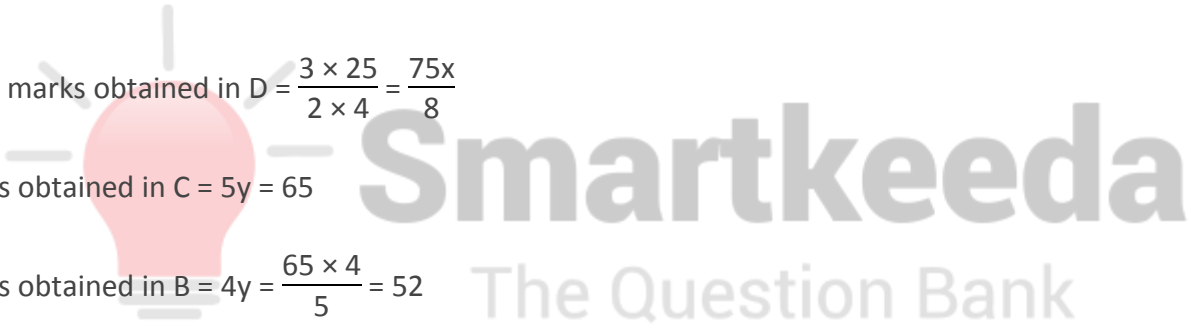 marks obtained in D = 3 × 25 / 2 × 4 = 75x / 8
s obtained in C = 5y = 65
s obtained in B = 4y = 65 × 4 / 5 = 52
Smartkeeda
The Question Bank